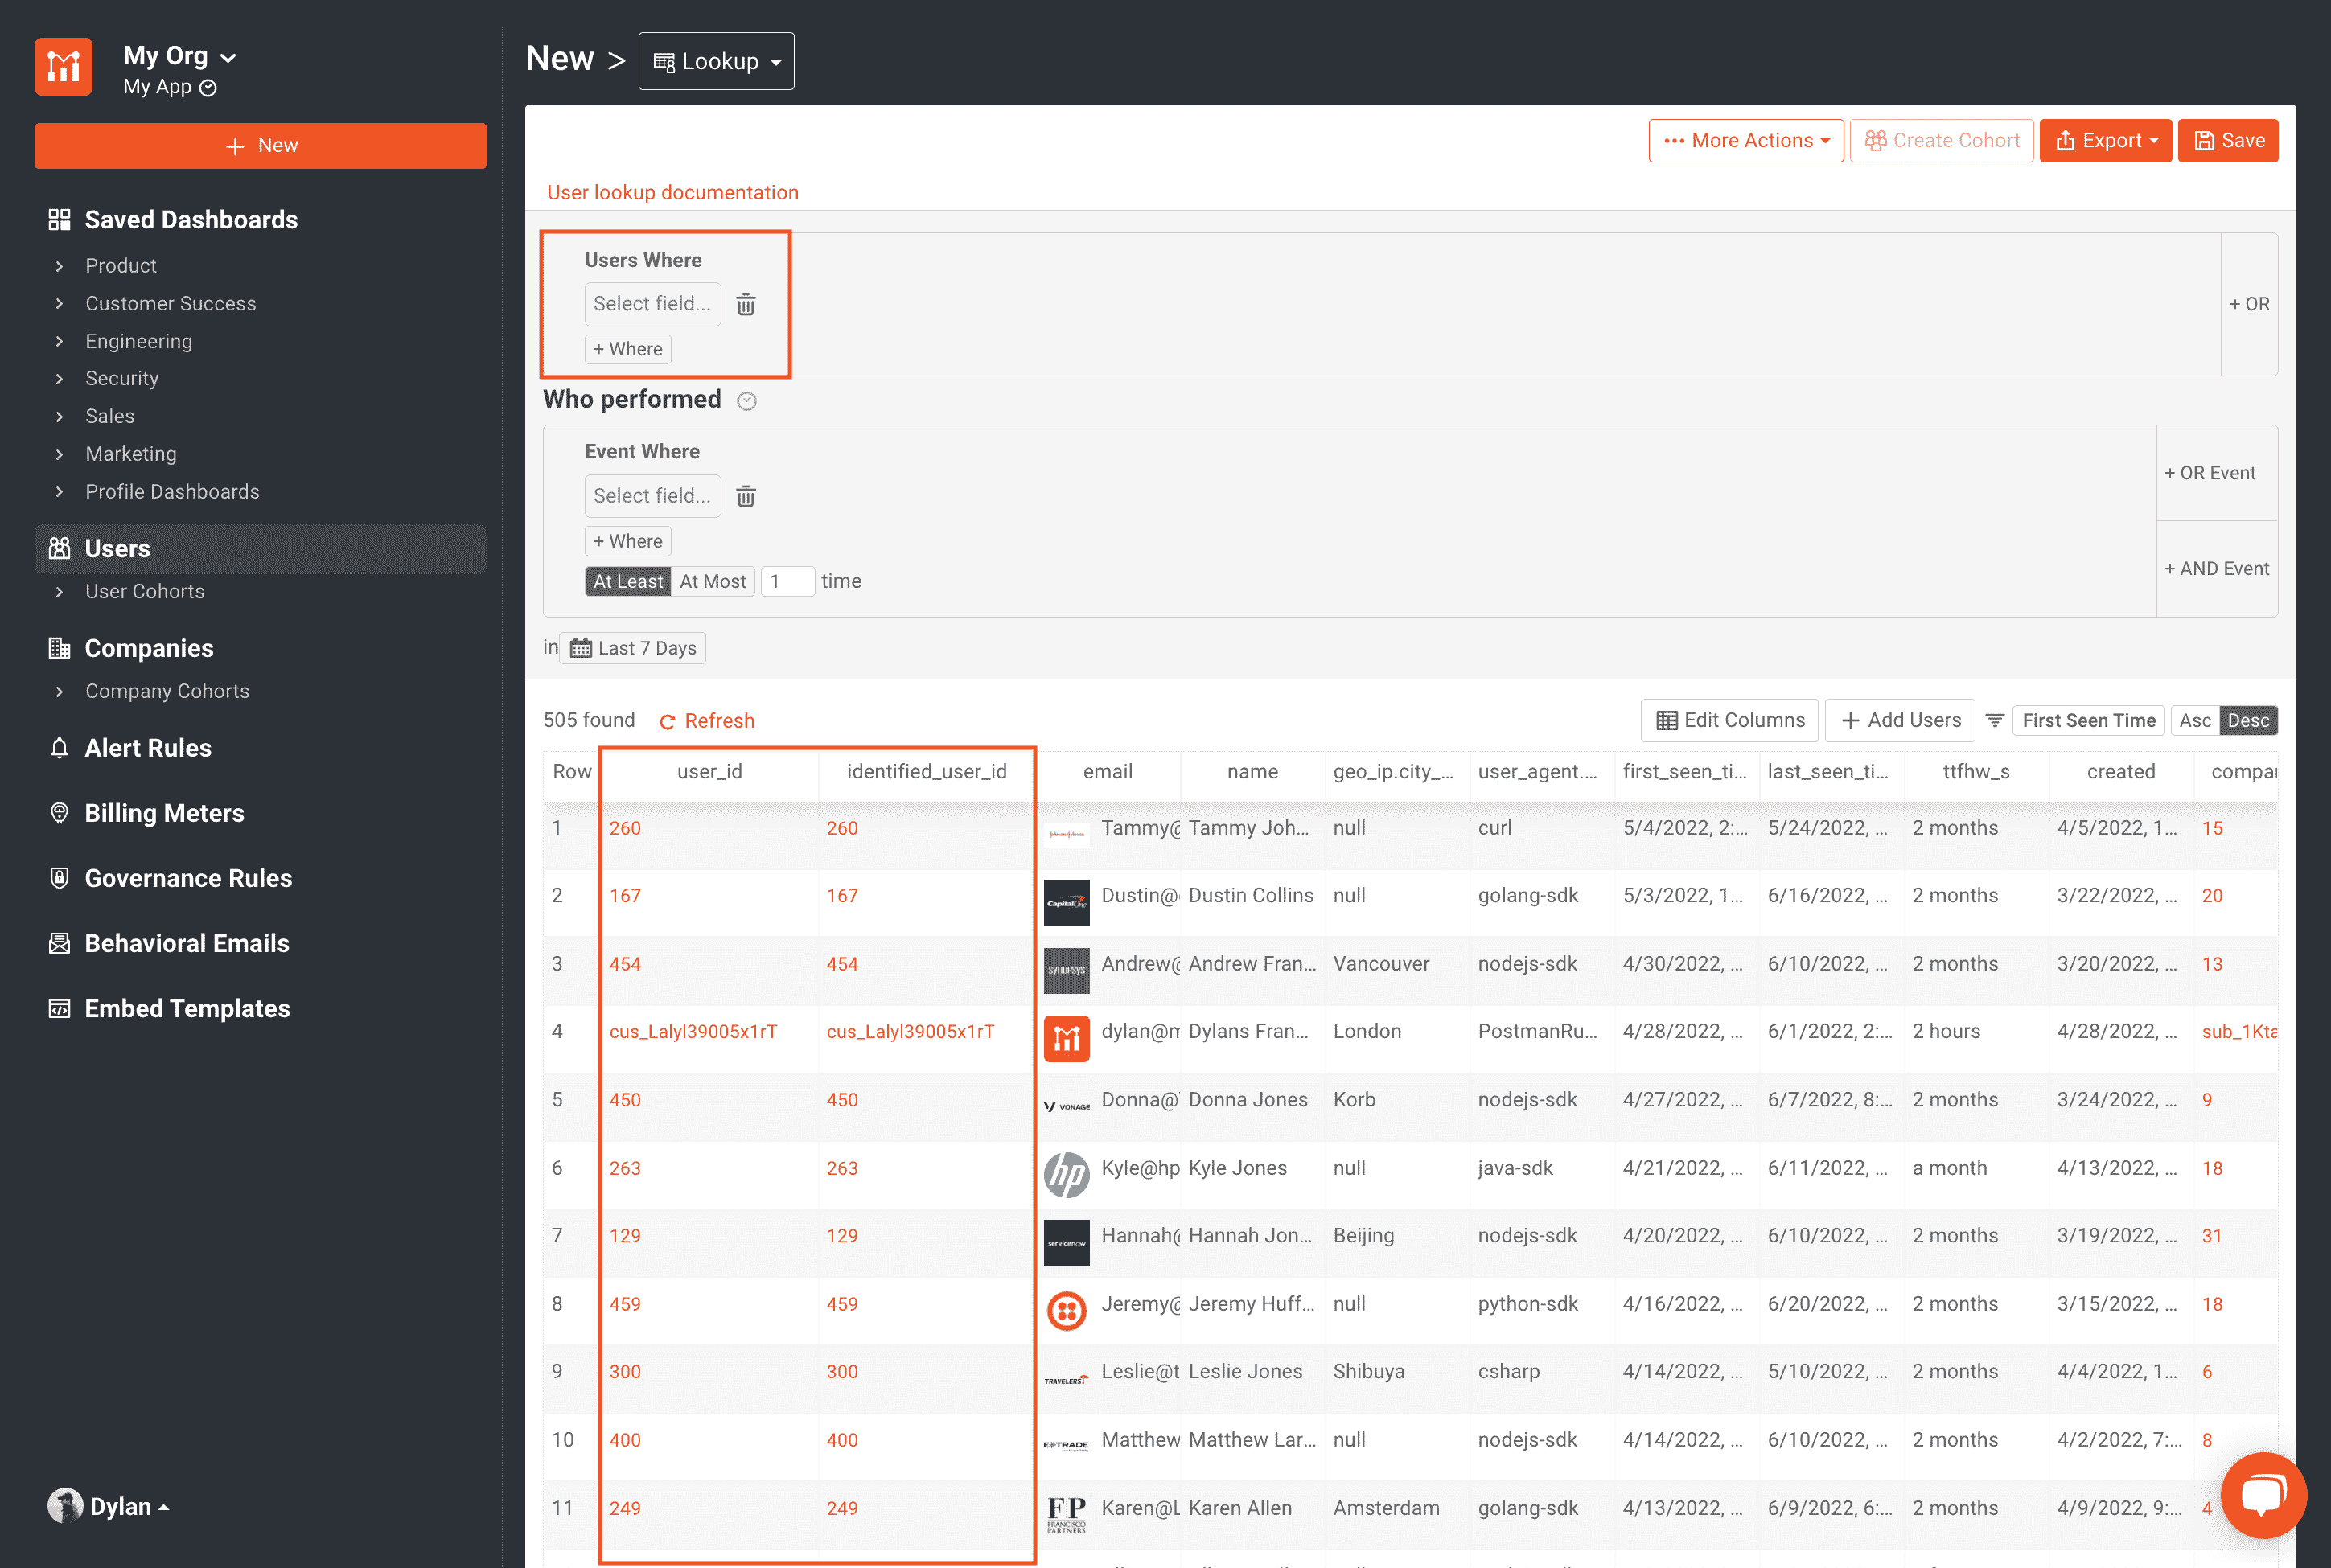 My Org
My App
+ New
Saved Dashboards
Product
Customer Success
Engineering
Security
Sales
Marketing
Profile Dashboards
Users
User Cohorts
Companies
Company Cohorts
Alert Rules
Billing Meters
Governance Rules
Behavioral Emails
Embed Templates
Dylan
New > Lookup
••• More Actions Create Cohort Export Save
User lookup documentation
Users Where
Select field...
+ Where
+ OR
Who performed
Event Where
Select field...
+ Where
At Least At Most 1 time
+ OR Event
+ AND Event
in Last 7 Days
505 found Refresh Edit Columns + Add Users First Seen Time Asc Desc
Row user_id identified_user_id email name geo_ip.city_... user_agent.... first_seen_ti... last_seen_ti... ttfhw_s created compar
1 260 260 Johnson&Johnson Tammy@ Tammy Joh... null curl 5/4/2022, 2:... 5/24/2022, ... 2 months 4/5/2022, 1... 15
2 167 167 CapitalOne Dustin@ Dustin Collins null golang-sdk 5/3/2022, 1... 6/16/2022, ... 2 months 3/22/2022, ... 20
3 454 454 SYNOPSYS Andrew@ Andrew Fran... Vancouver nodejs-sdk 4/30/2022, ... 6/10/2022, ... 2 months 3/20/2022, ... 13
4 cus_Lalyl39005x1rT cus_Lalyl39005x1rT dylan@m Dylans Fran... London PostmanRu... 4/28/2022, ... 6/1/2022, 2:... 2 hours 4/28/2022, ... sub_1Kta
5 450 450 VONAGE Donna@ Donna Jones Korb nodejs-sdk 4/27/2022, ... 6/7/2022, 8:... 2 months 3/24/2022, ... 9
6 263 263 hp Kyle@hp Kyle Jones null java-sdk 4/21/2022, ... 6/11/2022, ... a month 4/13/2022, ... 18
7 129 129 servicenow Hannah@ Hannah Jon... Beijing nodejs-sdk 4/20/2022, ... 6/10/2022, ... 2 months 3/19/2022, ... 31
8 459 459 Jeremy@ Jeremy Huff... null python-sdk 4/16/2022, ... 6/20/2022, ... 2 months 3/15/2022, ... 18
9 300 300 TRAVELERS Leslie@t Leslie Jones Shibuya csharp 4/14/2022, ... 5/10/2022, ... 2 months 4/4/2022, 1... 6
10 400 400 E*TRADE Matthew Matthew Lar... null nodejs-sdk 4/14/2022, ... 6/10/2022, ... 2 months 4/2/2022, 7:... 8
11 249 249 FP FRANCISCO PARTNERS Karen@L Karen Allen Amsterdam golang-sdk 4/13/2022, ... 6/9/2022, 6:... 2 months 4/9/2022, 9:... 4